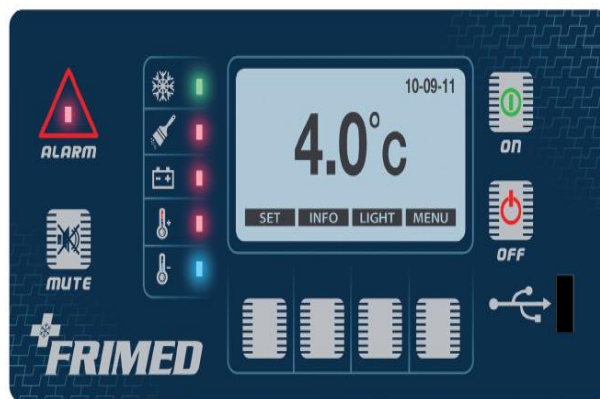 10-09-11
4.0°C
SET INFO LIGHT MENU
ALARM
MUTE
ON
OFF
FRIMED